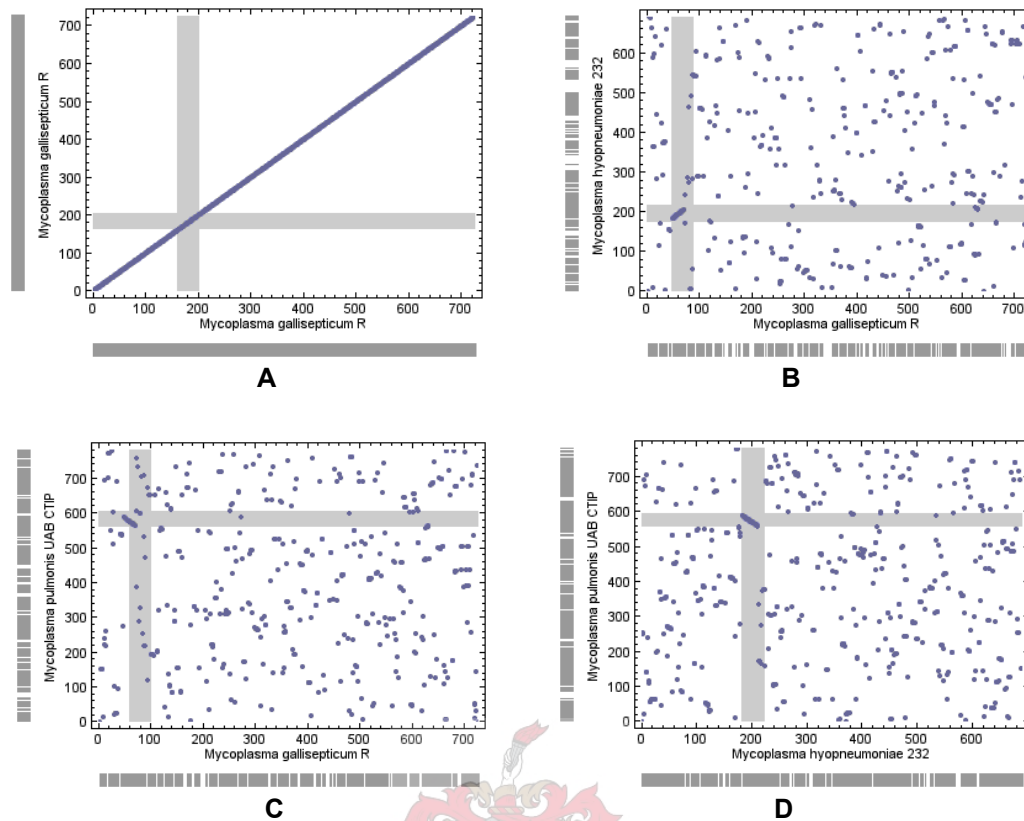 700
600
500
400
300
200
100
0
Mycoplasma gallisepticum R
0 100 200 300 400 500 600 700
Mycoplasma gallisepticum R
A
600
500
400
300
200
100
0
Mycoplasma hyopneumoniae 232
0 100 200 300 400 500 600 700
Mycoplasma gallisepticum R
B
700
600
500
400
300
200
100
0
Mycoplasma pulmonis UAB CTIP
0 100 200 300 400 500 600 700
Mycoplasma gallisepticum R
C
700
600
500
400
300
200
100
0
Mycoplasma pulmonis UAB CTIP
0 100 200 300 400 500 600
Mycoplasma hyopneumoniae 232
D